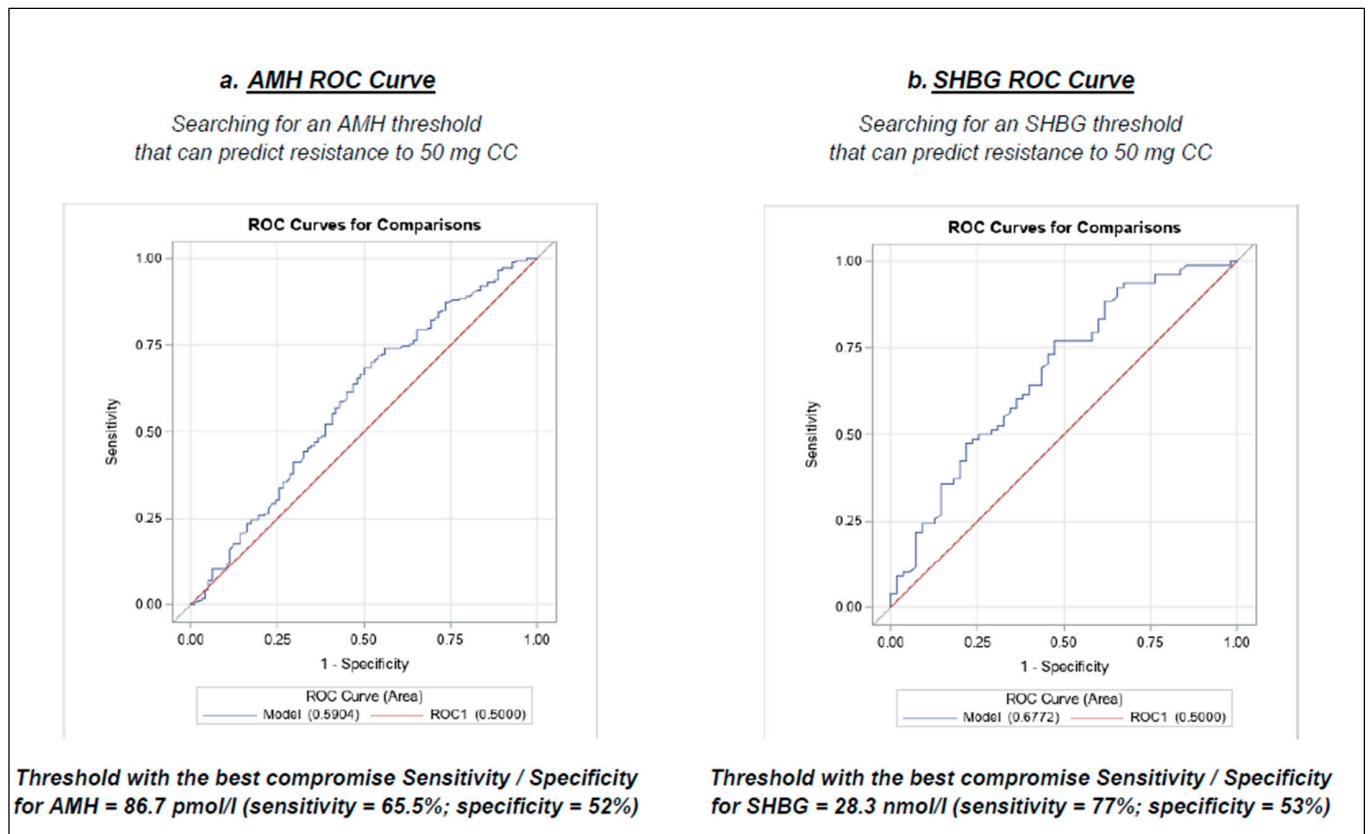 a. AMH ROC Curve
Searching for an AMH threshold
that can predict resistance to 50 mg CC
ROC Curves for Comparisons
1.00
0.75
0.50
0.25
0.00
Sensitivity
0.00 0.25 0.50 0.75 1.00
1 - Specificity
ROC Curve (Area)
Model (0.5904) ROC1 (0.5000)
Threshold with the best compromise Sensitivity / Specificity
for AMH = 86.7 pmol/l (sensitivity = 65.5%; specificity = 52%)
b. SHBG ROC Curve
Searching for an SHBG threshold
that can predict resistance to 50 mg CC
ROC Curves for Comparisons
1.00
0.75
0.50
0.25
0.00
Sensitivity
0.00 0.25 0.50 0.75 1.00
1 - Specificity
ROC Curve (Area)
Model (0.6772) ROC1 (0.5000)
Threshold with the best compromise Sensitivity / Specificity
for SHBG = 28.3 nmol/l (sensitivity = 77%; specificity = 53%)